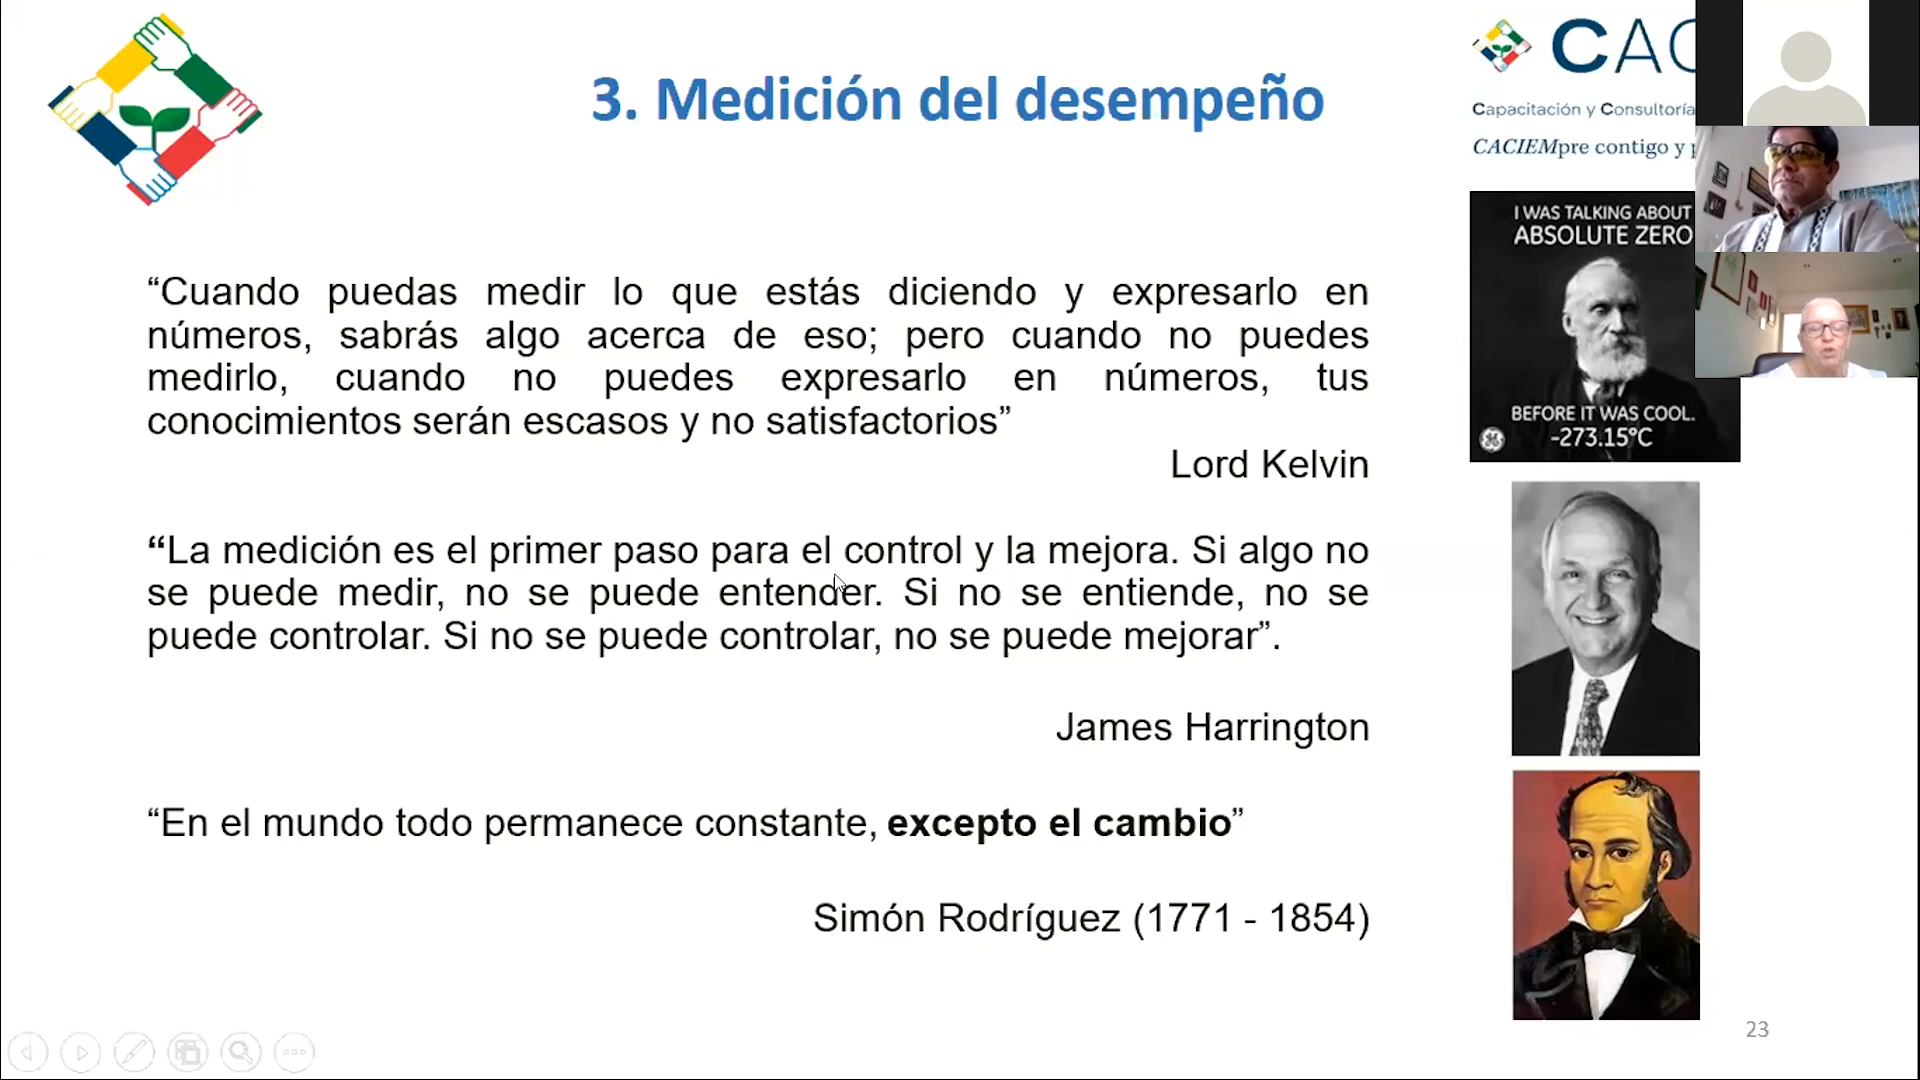 3. Medición del desempeño
CAC
Capacitación y Consultoría
CACIEMpre contigo y p
I WAS TALKING ABOUT
ABSOLUTE ZERO
BEFORE IT WAS COOL.
-273.15°C
“Cuando puedas medir lo que estás diciendo y expresarlo en
números, sabrás algo acerca de eso; pero cuando no puedes
medirlo, cuando no puedes expresarlo en números, tus
conocimientos serán escasos y no satisfactorios”
Lord Kelvin
“La medición es el primer paso para el control y la mejora. Si algo no
se puede medir, no se puede entender. Si no se entiende, no se
puede controlar. Si no se puede controlar, no se puede mejorar”.
James Harrington
“En el mundo todo permanece constante, excepto el cambio”
Simón Rodríguez (1771 - 1854)
23